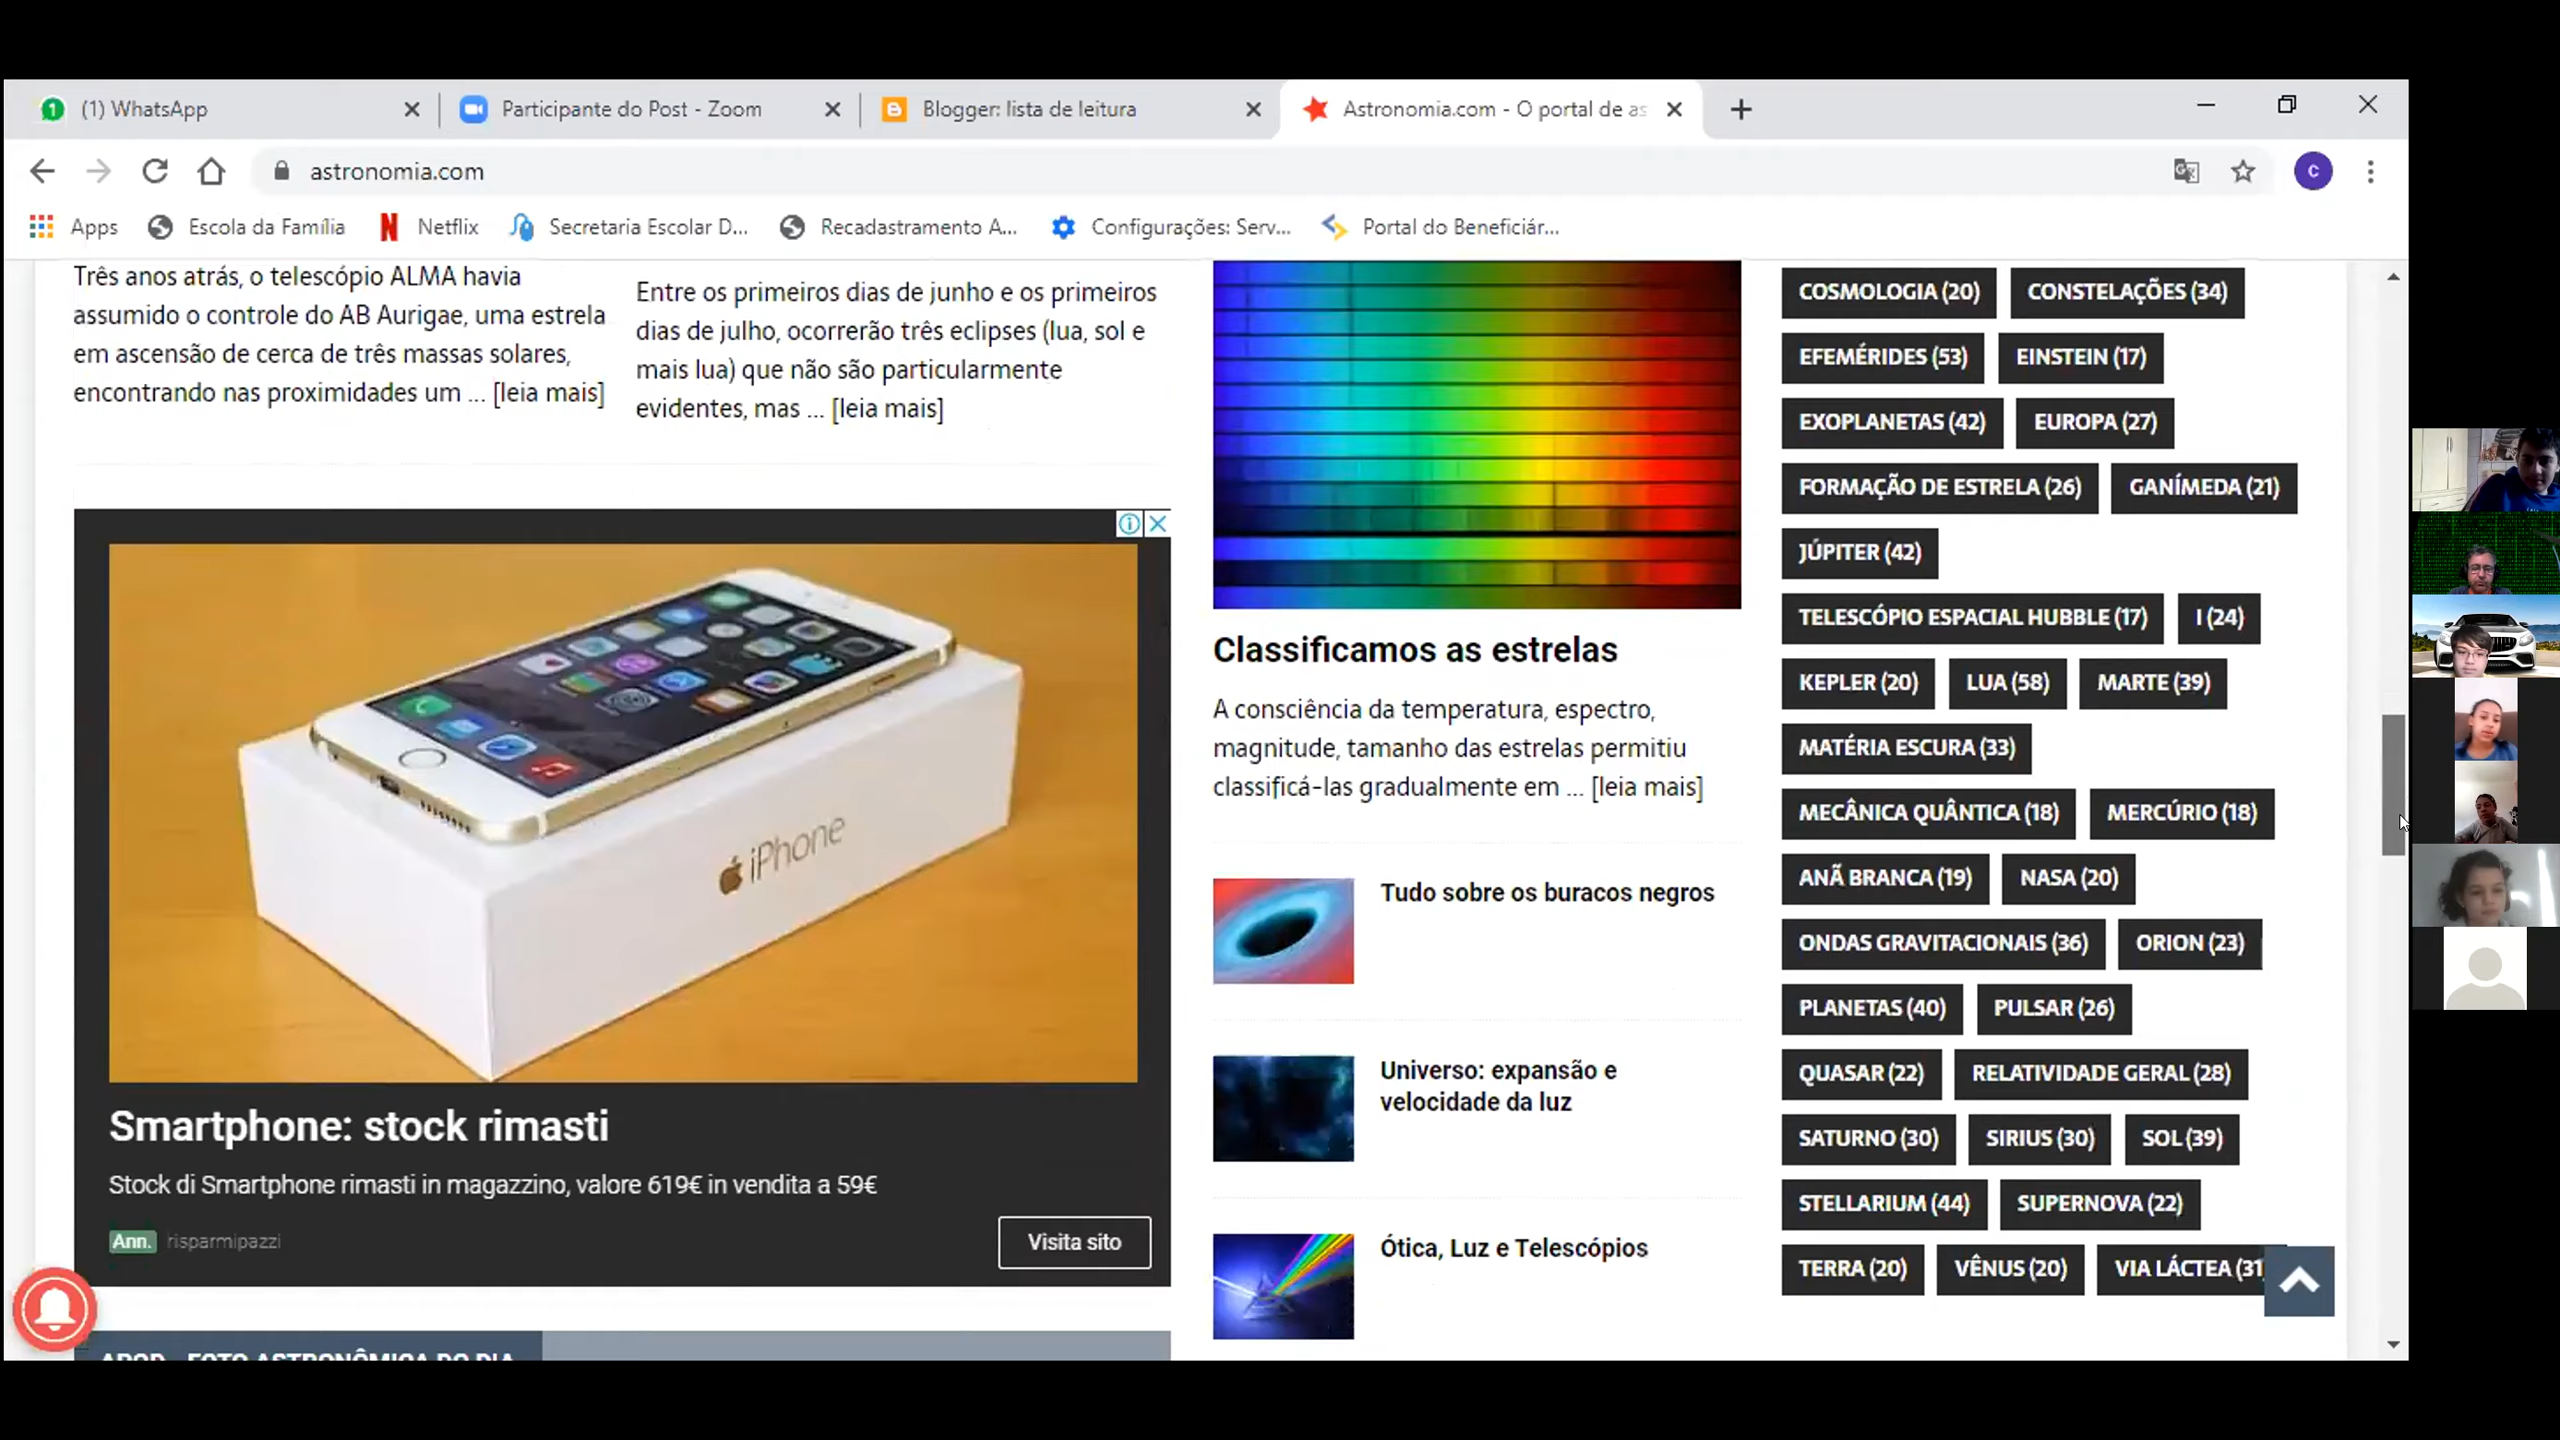 (1) WhatsApp
Participante do Post - Zoom
Blogger: lista de leitura
Astronomia.com - O portal de as
astronomia.com
C
Apps
Escola da Família
Netflix
Secretaria Escolar D...
Recadastramento A...
Configurações: Serv...
Portal do Beneficiár...
Três anos atrás, o telescópio ALMA havia
assumido o controle do AB Aurigae, uma estrela
em ascensão de cerca de três massas solares,
encontrando nas proximidades um ... [leia mais]
Entre os primeiros dias de junho e os primeiros
dias de julho, ocorrerão três eclipses (lua, sol e
mais lua) que não são particularmente
evidentes, mas ... [leia mais]
iPhone
Smartphone: stock rimasti
Stock di Smartphone rimasti in magazzino, valore 619€ in vendita a 59€
Ann. risparmipazzi
Visita sito
APOD - FOTO ASTRONÔMICA DO DIA
Classificamos as estrelas
A consciência da temperatura, espectro,
magnitude, tamanho das estrelas permitiu
classificá-las gradualmente em ... [leia mais]
Tudo sobre os buracos negros
Universo: expansão e
velocidade da luz
Ótica, Luz e Telescópios
COSMOLOGIA (20) CONSTELAÇÕES (34)
EFEMÉRIDES (53) EINSTEIN (17)
EXOPLANETAS (42) EUROPA (27)
FORMAÇÃO DE ESTRELA (26) GANÍMEDA (21)
JÚPITER (42)
TELESCÓPIO ESPACIAL HUBBLE (17) I (24)
KEPLER (20) LUA (58) MARTE (39)
MATÉRIA ESCURA (33)
MECÂNICA QUÂNTICA (18) MERCÚRIO (18)
ANÃ BRANCA (19) NASA (20)
ONDAS GRAVITACIONAIS (36) ORION (23)
PLANETAS (40) PULSAR (26)
QUASAR (22) RELATIVIDADE GERAL (28)
SATURNO (30) SIRIUS (30) SOL (39)
STELLARIUM (44) SUPERNOVA (22)
TERRA (20) VÊNUS (20) VIA LÁCTEA (31